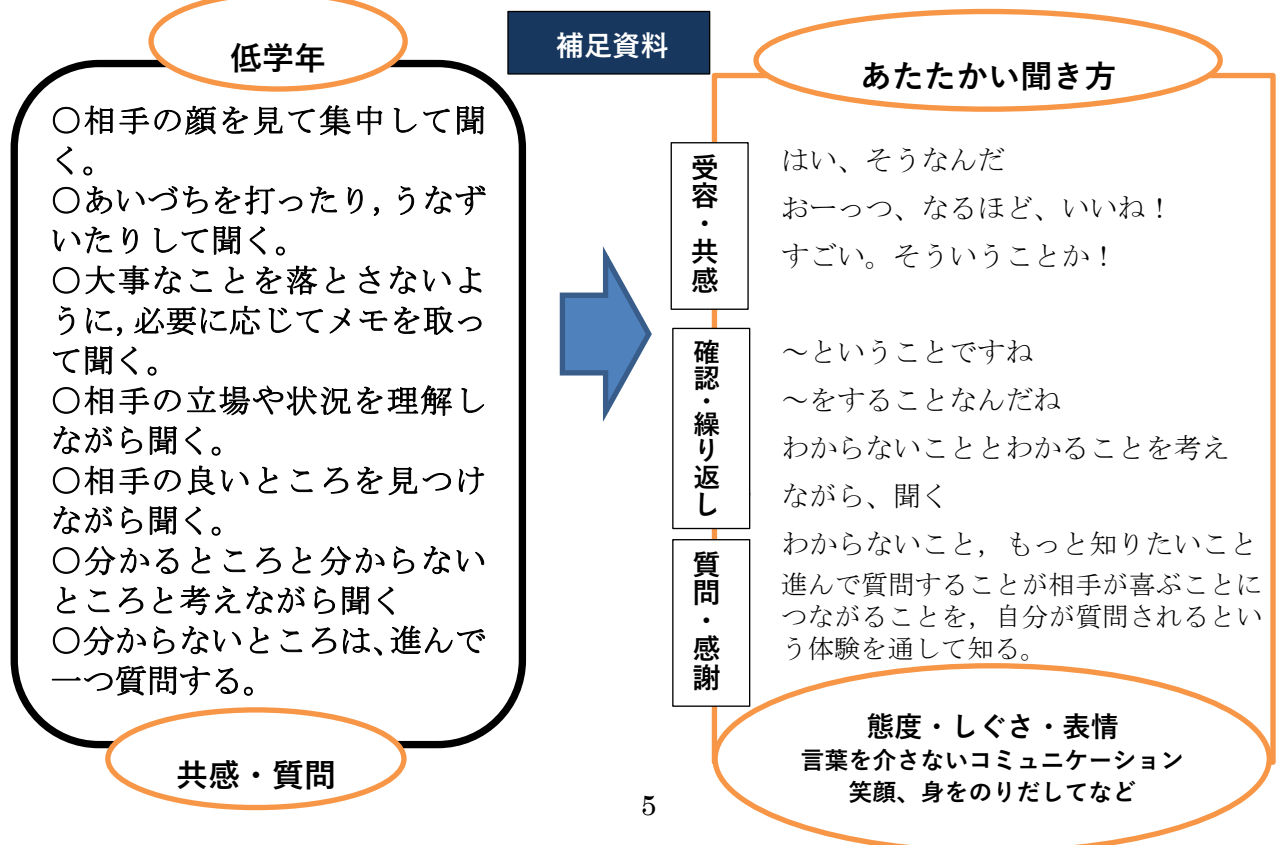 補足資料
低学年
〇相手の顔を見て集中して聞
く。
〇あいづちを打ったり,うなず
いたりして聞く。
〇大事なことを落とさないよ
うに,必要に応じてメモを取っ
て聞く。
〇相手の立場や状況を理解し
ながら聞く。
〇相手の良いところを見つけ
ながら聞く。
〇分かるところと分からない
ところと考えながら聞く
〇分からないところは、進んで
一つ質問する。
共感・質問
あたたかい聞き方
受容・共感
はい、そうなんだ
おーっつ、なるほど、いいね！
すごい。そういうことか！
確認・繰り返し
～ということですね
～をすることなんだね
わからないこととわかることを考え
ながら、聞く
質問・感謝
わからないこと，もっと知りたいこと
進んで質問することが相手が喜ぶことに
つながることを，自分が質問されるとい
う体験を通して知る。
態度・しぐさ・表情
言葉を介さないコミュニケーション
笑顔、身をのりだしてなど
5